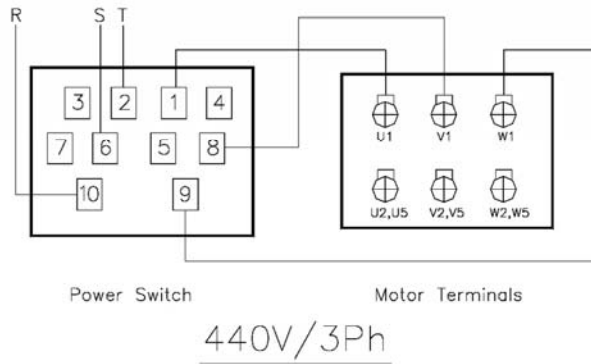 R S T
3 2 1 4
7 6 5 8
10 9
U1 V1 W1
U2,U5 V2,V5 W2,W5
Power Switch
Motor Terminals
440V/3Ph